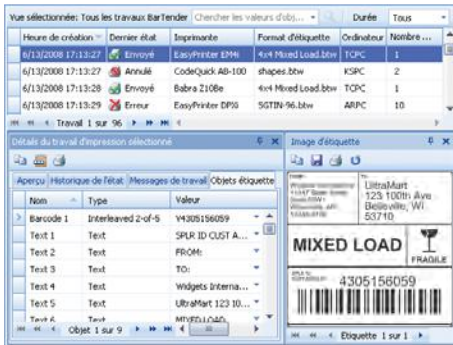 Vue sélectionnée: Tous les travaux BarTender Chercher les valeurs d'obj... Durée Tous
Heure de création Dernier état Imprimante Format d'étiquette Ordinateur Nombre ...
6/13/2008 17:13:27 Envoyé EasyPrinter EM4i 4x4 Mixed Load.btw TCPC 1
6/13/2008 17:13:27 Annulé CodeQuick AB-100 shapes.btw KSPC 2
6/13/2008 17:13:28 Envoyé Babra Z108e 4x4 Mixed Load.btw TCPC 1
6/13/2008 17:13:29 Erreur EasyPrinter DPXi SGTIN-96.btw ARPC 10
Travail 1 sur 96
Détails du travail d'impression sélectionné
Aperçu Historique de l'état Messages de travail Objets étiquette
Nom Type Valeur
Barcode 1 Interleaved 2-of-5 Y4305156059
Text 1 Text SPLR ID CUST A...
Text 2 Text FROM:
Text 3 Text TO:
Text 4 Text Widgets Interna...
Text 5 Text UltraMart 123 10...
Text 6 Text MIXED LOAD
Objet 1 sur 9
Image d'étiquette
UltraMart
123 100th Ave
Belleville, WI
53710
MIXED LOAD
FRAGILE
4305156059
Etiquette 1 sur 1